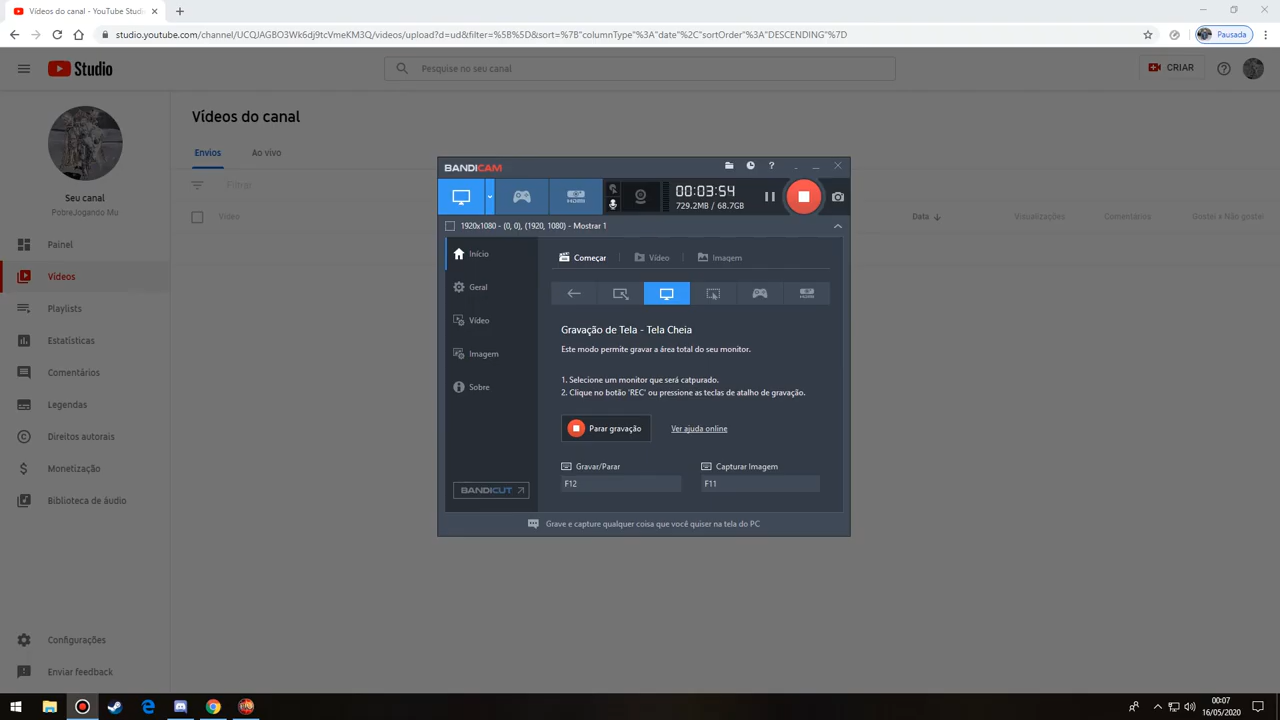 Vídeos do canal - YouTube Studi
studio.youtube.com/channel/UCQJAGBO3Wk6dj9tcVmeKM3Q/videos/upload?d=ud&filter=%5B%5D&sort=%7B"columnType"%3A"date"%2C"sortOrder"%3A"DESCENDING"%7D
Pausada
Studio
Pesquise no seu canal
CRIAR
Seu canal
PobreJoganos Mu
Painel
Vídeos
Playlists
Estatísticas
Comentários
Legendas
Direitos autorais
Monetização
Biblioteca de áudio
Configurações
Enviar feedback
Vídeos do canal
Envios
Ao vivo
Filtrar
Vídeo
Data
Visualizações
Comentários
Gostei x Não gostei
BANDICAM
HDMI
00:03:54
729.2MB / 68.7GB
1920x1080 - (0, 0), (1920, 1080) - Mostrar 1
Início
Geral
Vídeo
Imagem
Sobre
BANDICUT
Começar
Vídeo
Imagem
HDMI
Gravação de Tela - Tela Cheia
Este modo permite gravar a área total do seu monitor.
1. Selecione um monitor que será catpurado.
2. Clique no botão 'REC' ou pressione as teclas de atalho de gravação.
Parar gravação
Ver ajuda online
Gravar/Parar
Capturar Imagem
F12
F11
Grave e capture qualquer coisa que você quiser na tela do PC
00:07
16/05/2020